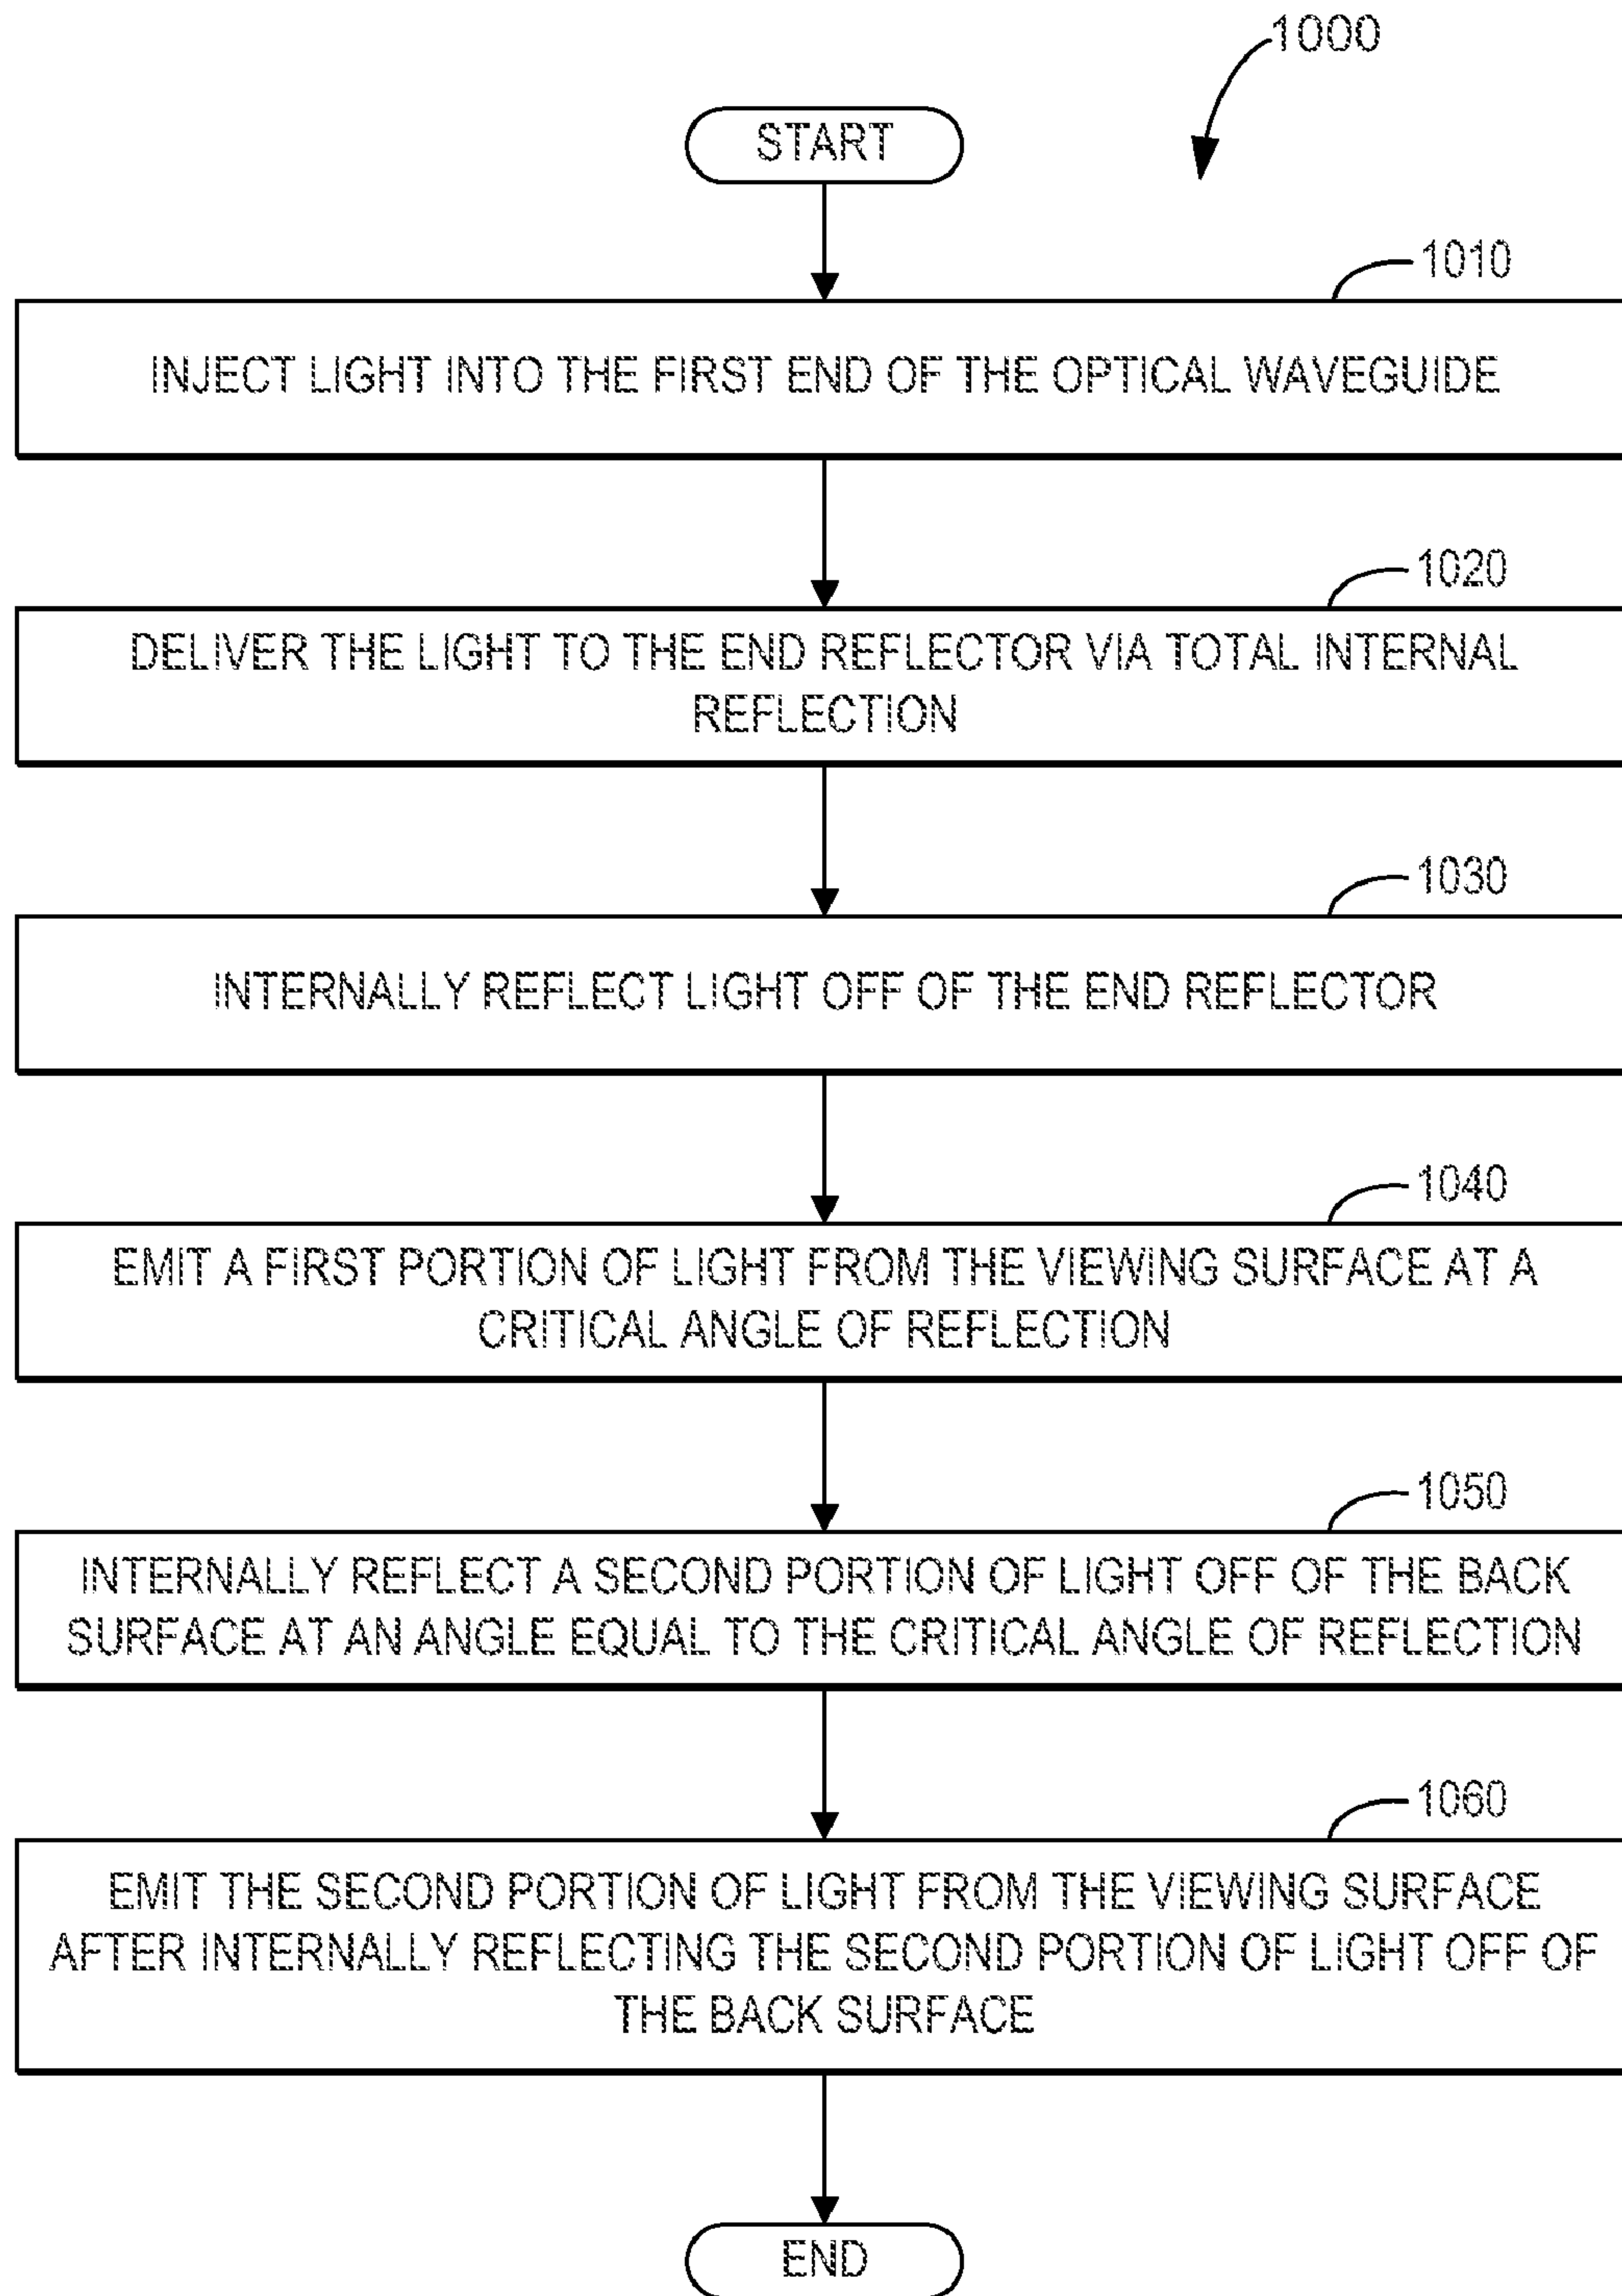 1000
START
1010
INJECT LIGHT INTO THE FIRST END OF THE OPTICAL WAVEGUIDE
1020
DELIVER THE LIGHT TO THE END REFLECTOR VIA TOTAL INTERNAL
REFLECTION
1030
INTERNALLY REFLECT LIGHT OFF OF THE END REFLECTOR
1040
EMIT A FIRST PORTION OF LIGHT FROM THE VIEWING SURFACE AT A
CRITICAL ANGLE OF REFLECTION
1050
INTERNALLY REFLECT A SECOND PORTION OF LIGHT OFF OF THE BACK
SURFACE AT AN ANGLE EQUAL TO THE CRITICAL ANGLE OF REFLECTION
1060
EMIT THE SECOND PORTION OF LIGHT FROM THE VIEWING SURFACE
AFTER INTERNALLY REFLECTING THE SECOND PORTION OF LIGHT OFF OF
THE BACK SURFACE
END